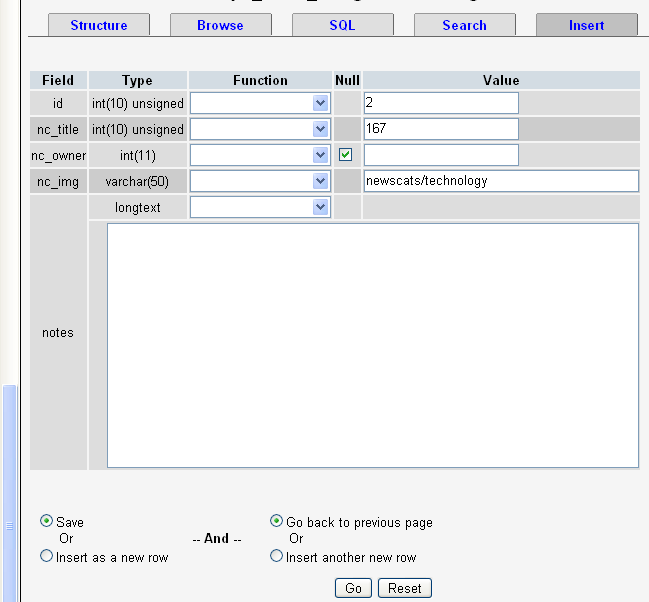 Structure Browse SQL Search Insert
Field Type Function Null Value
id int(10) unsigned 2
nc_title int(10) unsigned 167
nc_owner int(11)
nc_img varchar(50) newscats/technology
longtext
notes
Save Go back to previous page
Or -- And -- Or
Insert as a new row Insert another new row
Go Reset